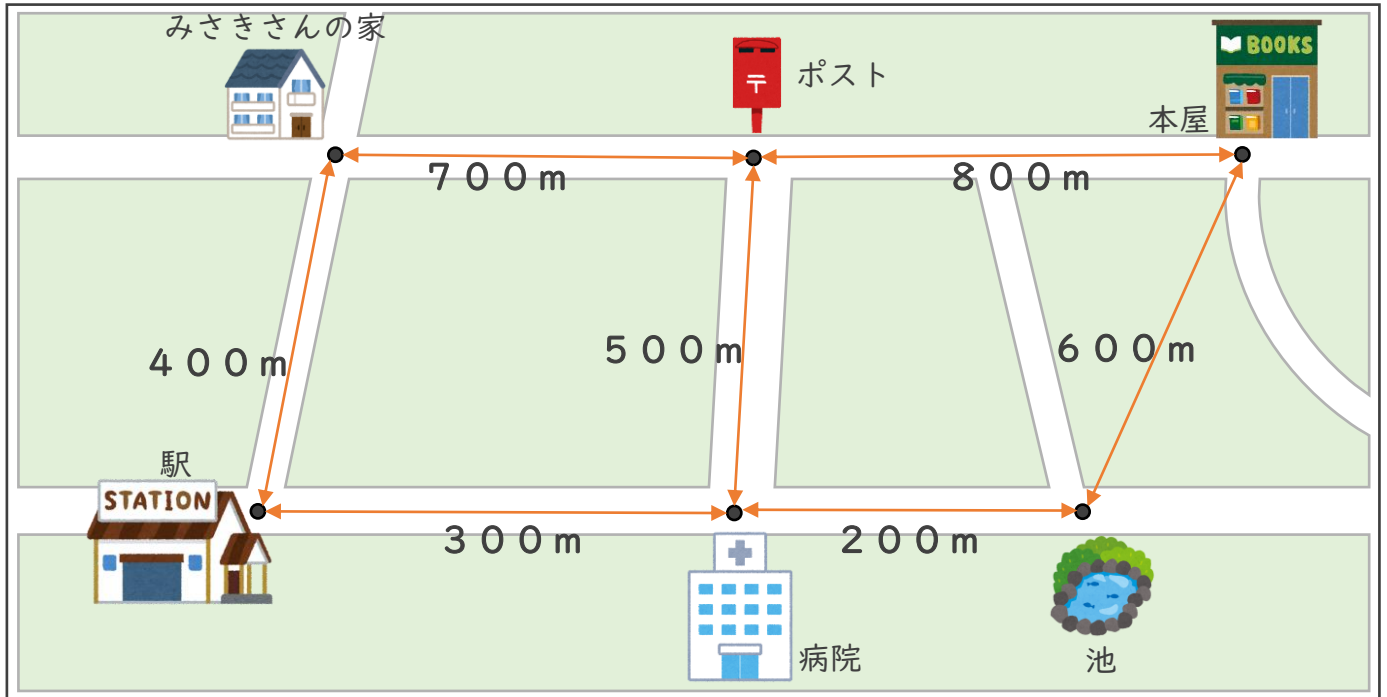 みさきさんの家
ポスト
BOOKS
本屋
〒
700m
800m
400m
500m
600m
駅
STATION
300m
200m
病院
池